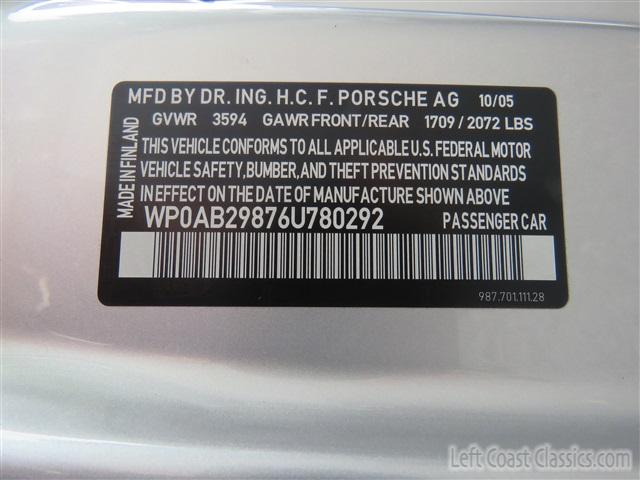 MFD BY DR. ING. H.C. F. PORSCHE AG 10/05
GVWR 3594 GAWR FRONT/REAR 1709 / 2072 LBS
THIS VEHICLE CONFORMS TO ALL APPLICABLE U.S. FEDERAL MOTOR
VEHICLE SAFETY, BUMPER, AND THEFT PREVENTION STANDARDS
IN EFFECT ON THE DATE OF MANUFACTURE SHOWN ABOVE
WP0AB29876U780292 PASSENGER CAR
987.701.111.28
MADE IN FINLAND
Left Coast Classics.com